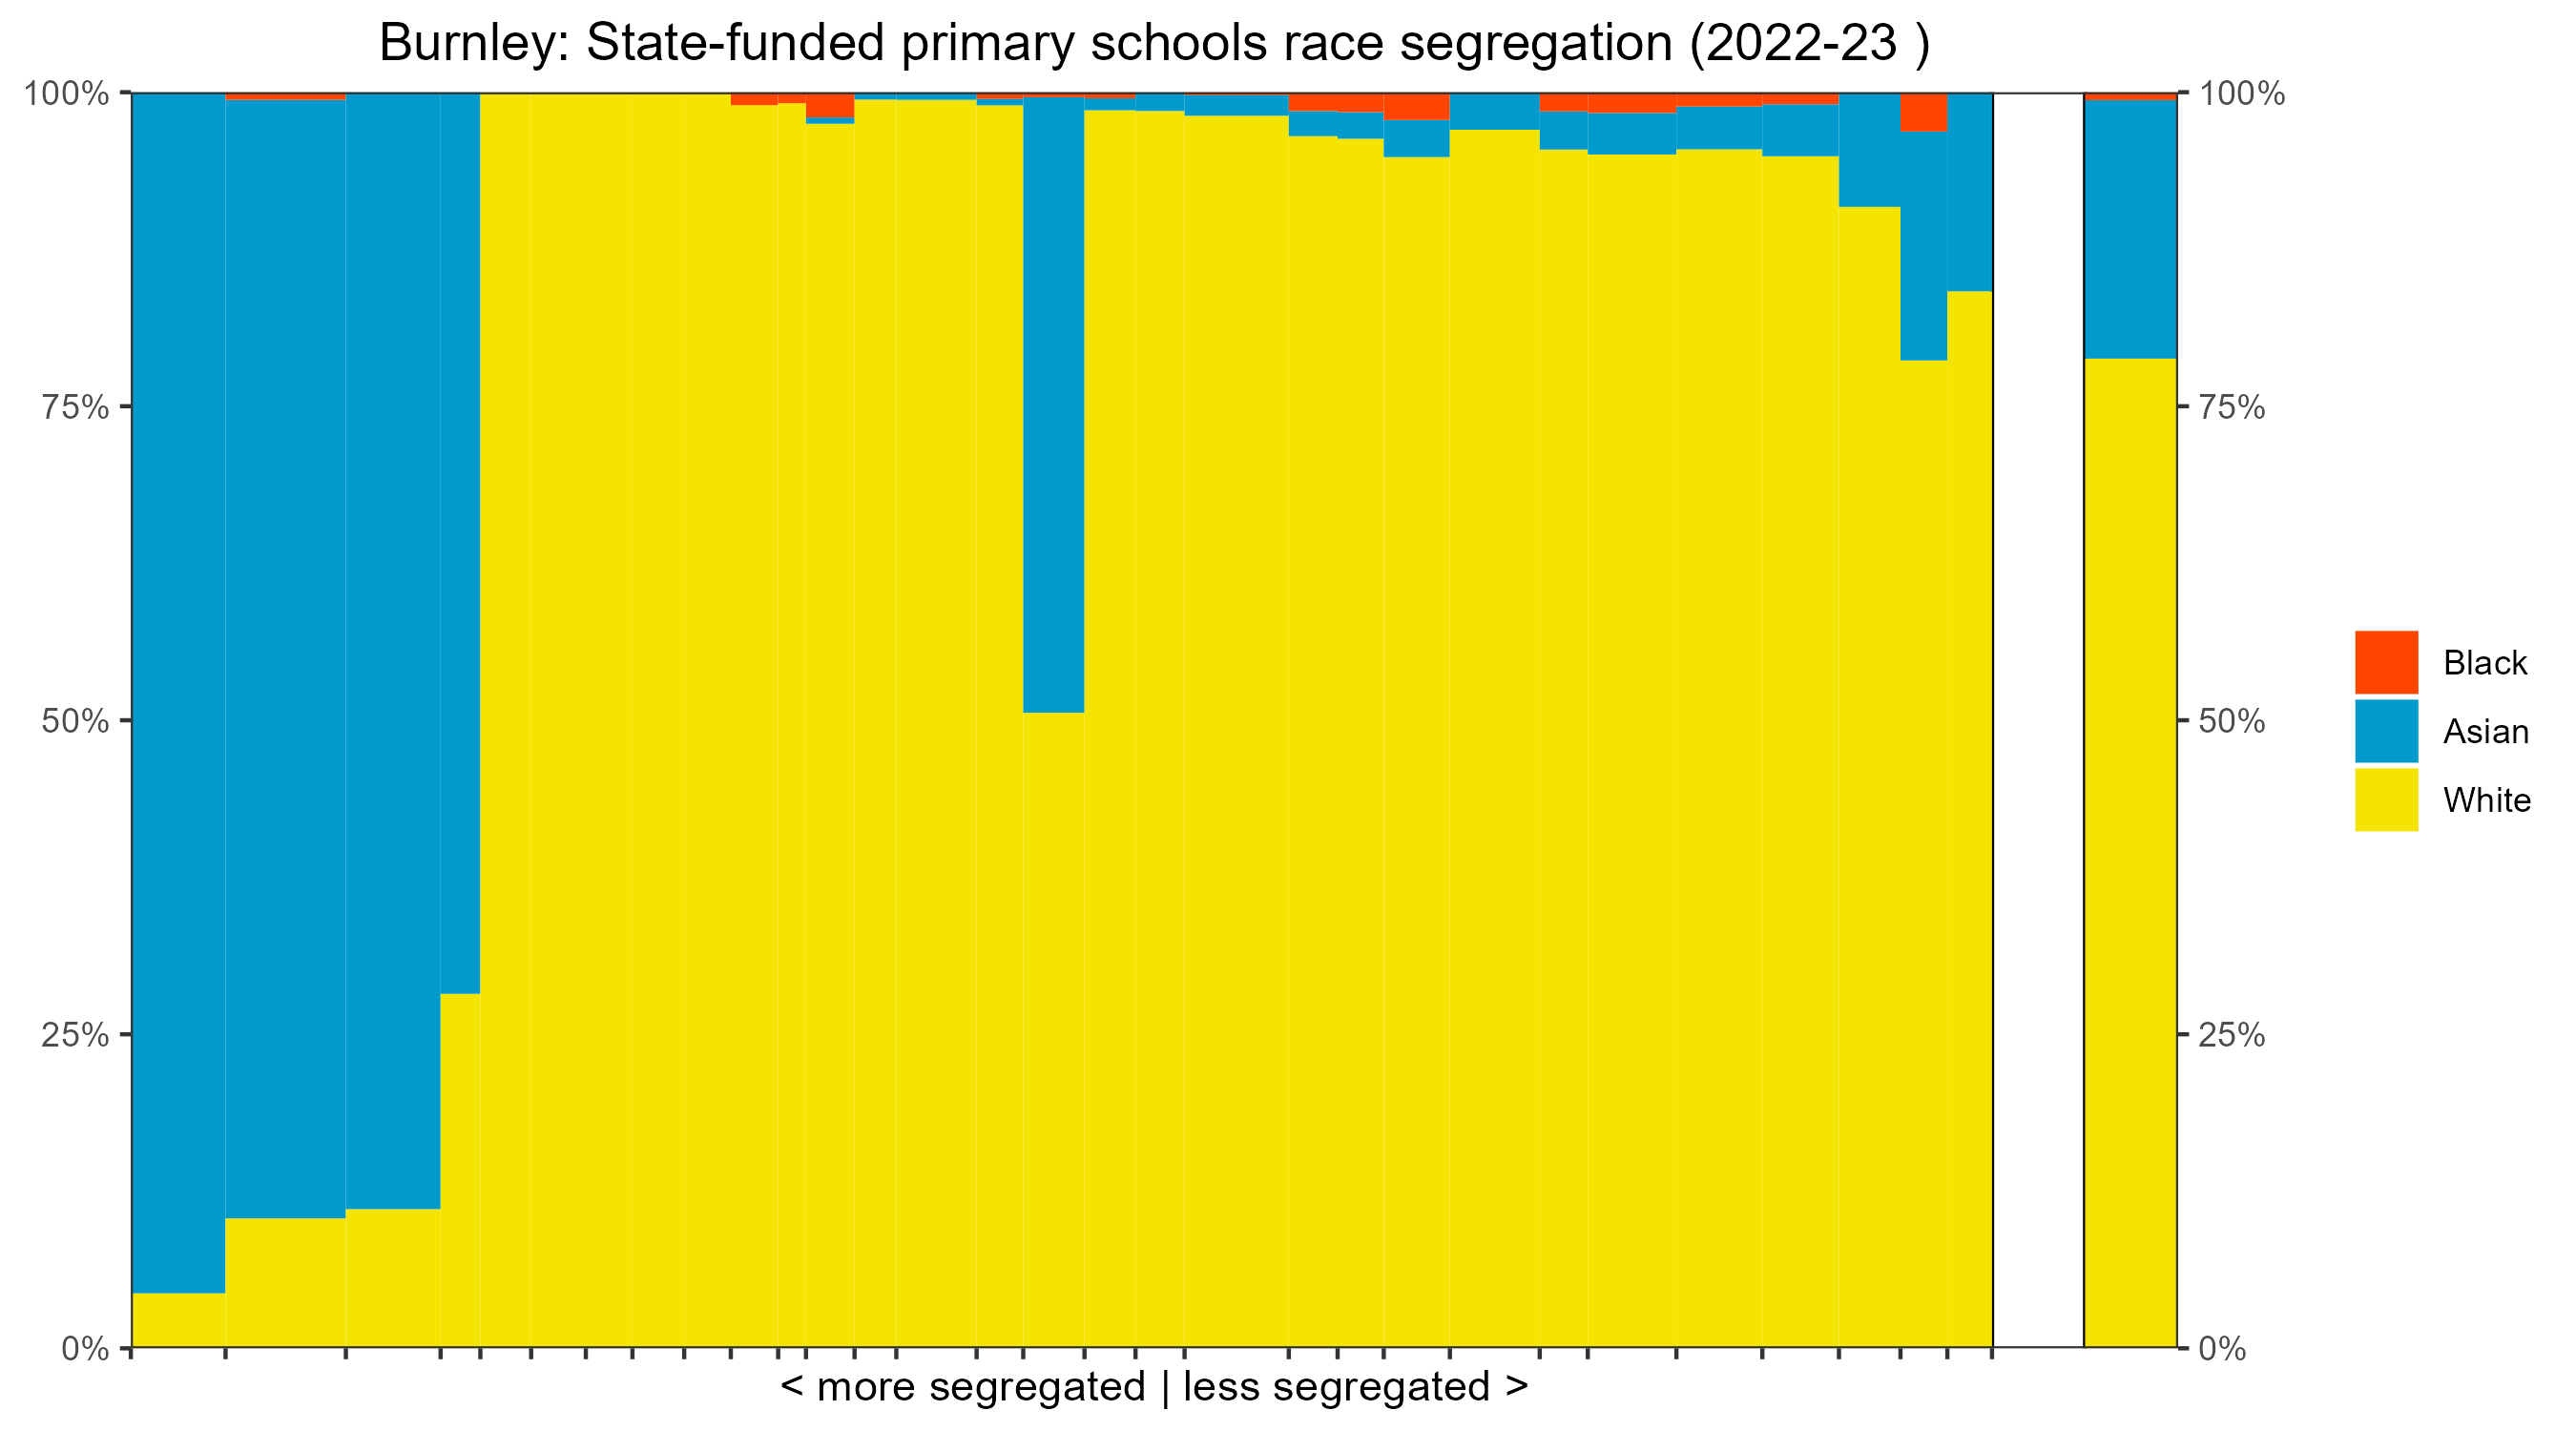 Burnley: State-funded primary schools race segregation (2022-23 )
100%
75%
50%
25%
0%
100%
75%
50%
25%
0%
Black
Asian
White
< more segregated | less segregated >